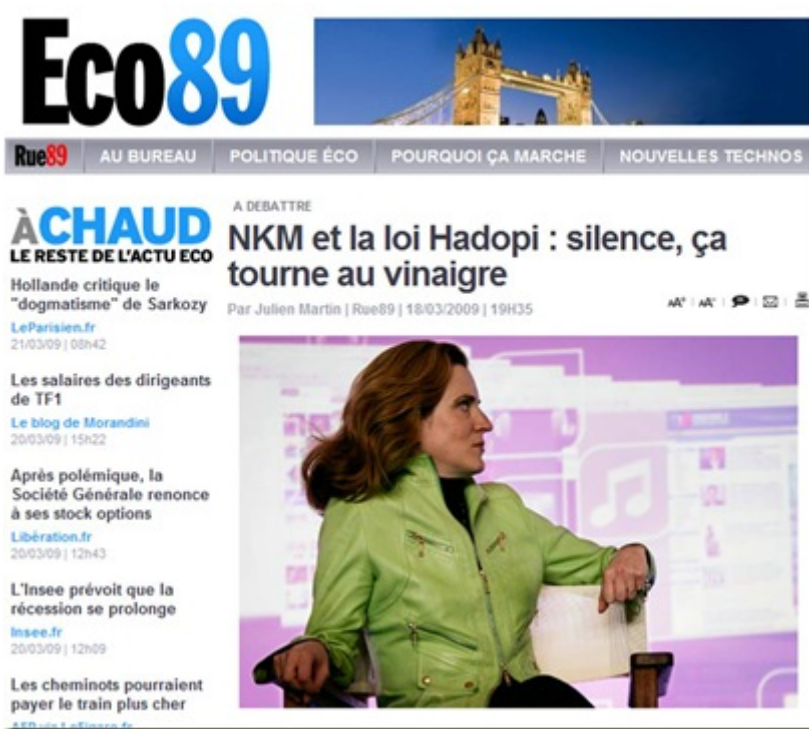 Eco89
Rue89 AU BUREAU POLITIQUE ÉCO POURQUOI ÇA MARCHE NOUVELLES TECHNOS
À CHAUD
LE RESTE DE L'ACTU ECO
Hollande critique le
"dogmatisme" de Sarkozy
LeParisien.fr
21/03/09 | 08h42
Les salaires des dirigeants
de TF1
Le blog de Morandini
20/03/09 | 15h22
Après polémique, la
Société Générale renonce
à ses stock options
Libération.fr
20/03/09 | 12h43
L'Insee prévoit que la
récession se prolonge
Insee.fr
20/03/09 | 12h09
Les cheminots pourraient
payer le train plus cher
AFP via LeFigaro.fr
A DEBATTRE
NKM et la loi Hadopi : silence, ça
tourne au vinaigre
Par Julien Martin | Rue89 | 18/03/2009 | 19H35